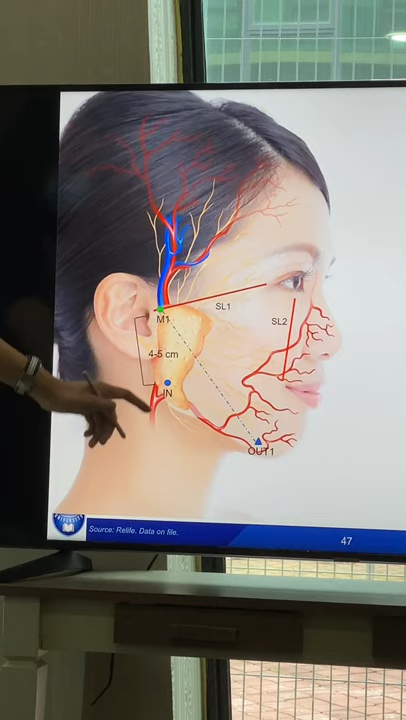 SL1
M1
SL2
4-5 cm
IN
OUT1
Source: Relife. Data on file.
47